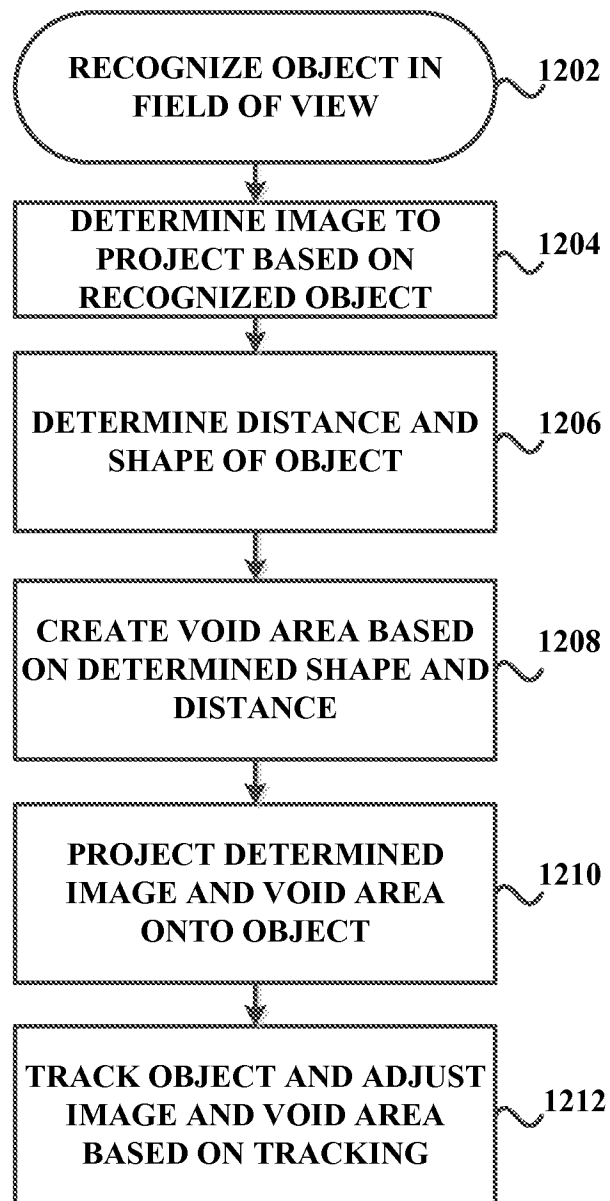 RECOGNIZE OBJECT IN
FIELD OF VIEW
1202
DETERMINE IMAGE TO
PROJECT BASED ON
RECOGNIZED OBJECT
1204
DETERMINE DISTANCE AND
SHAPE OF OBJECT
1206
CREATE VOID AREA BASED
ON DETERMINED SHAPE AND
DISTANCE
1208
PROJECT DETERMINED
IMAGE AND VOID AREA
ONTO OBJECT
1210
TRACK OBJECT AND ADJUST
IMAGE AND VOID AREA
BASED ON TRACKING
1212